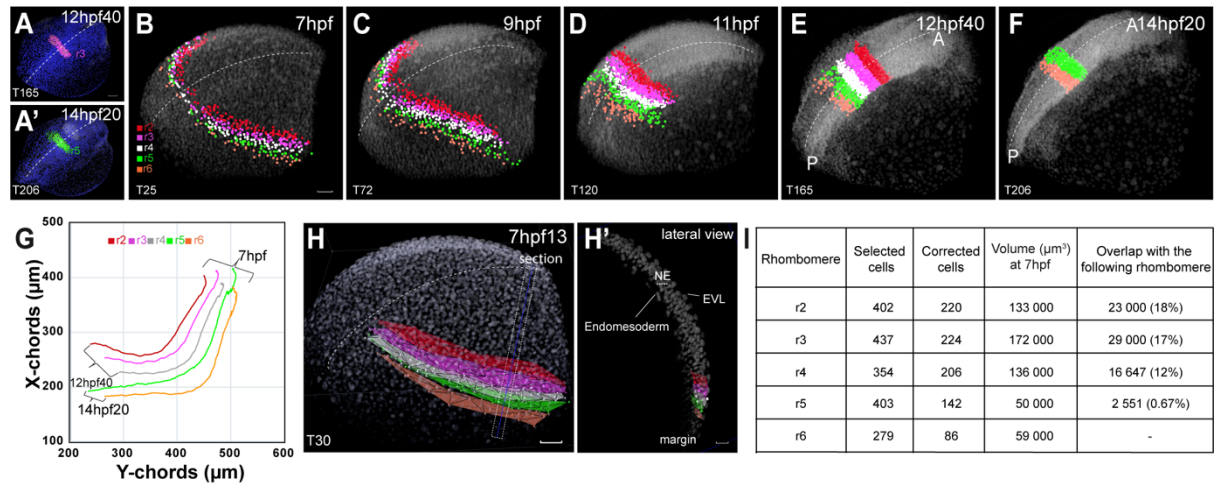 A
12hpf40
r3
T165
A'
14hpf20
r5
T206
B
7hpf
r2
r3
r4
r5
r6
T25
C
9hpf
T72
D
11hpf
T120
E
12hpf40
A
P
T165
F
14hpf20
A
P
T206
G
r2 r3 r4 r5 r6
7hpf
12hpf40
14hpf20
500
400
300
200
100
200 300 400 500 600
X-chords (µm)
Y-chords (µm)
H
7hpf13
section
T30
H'
lateral view
NE
EVL
Endomesoderm
margin
I
Rhombomere Selected cells Corrected cells Volume (µm³) at 7hpf Overlap with the following rhombomere
r2 402 220 133 000 23 000 (18%)
r3 437 224 172 000 29 000 (17%)
r4 354 206 136 000 16 647 (12%)
r5 403 142 50 000 2 551 (0.67%)
r6 279 86 59 000 -